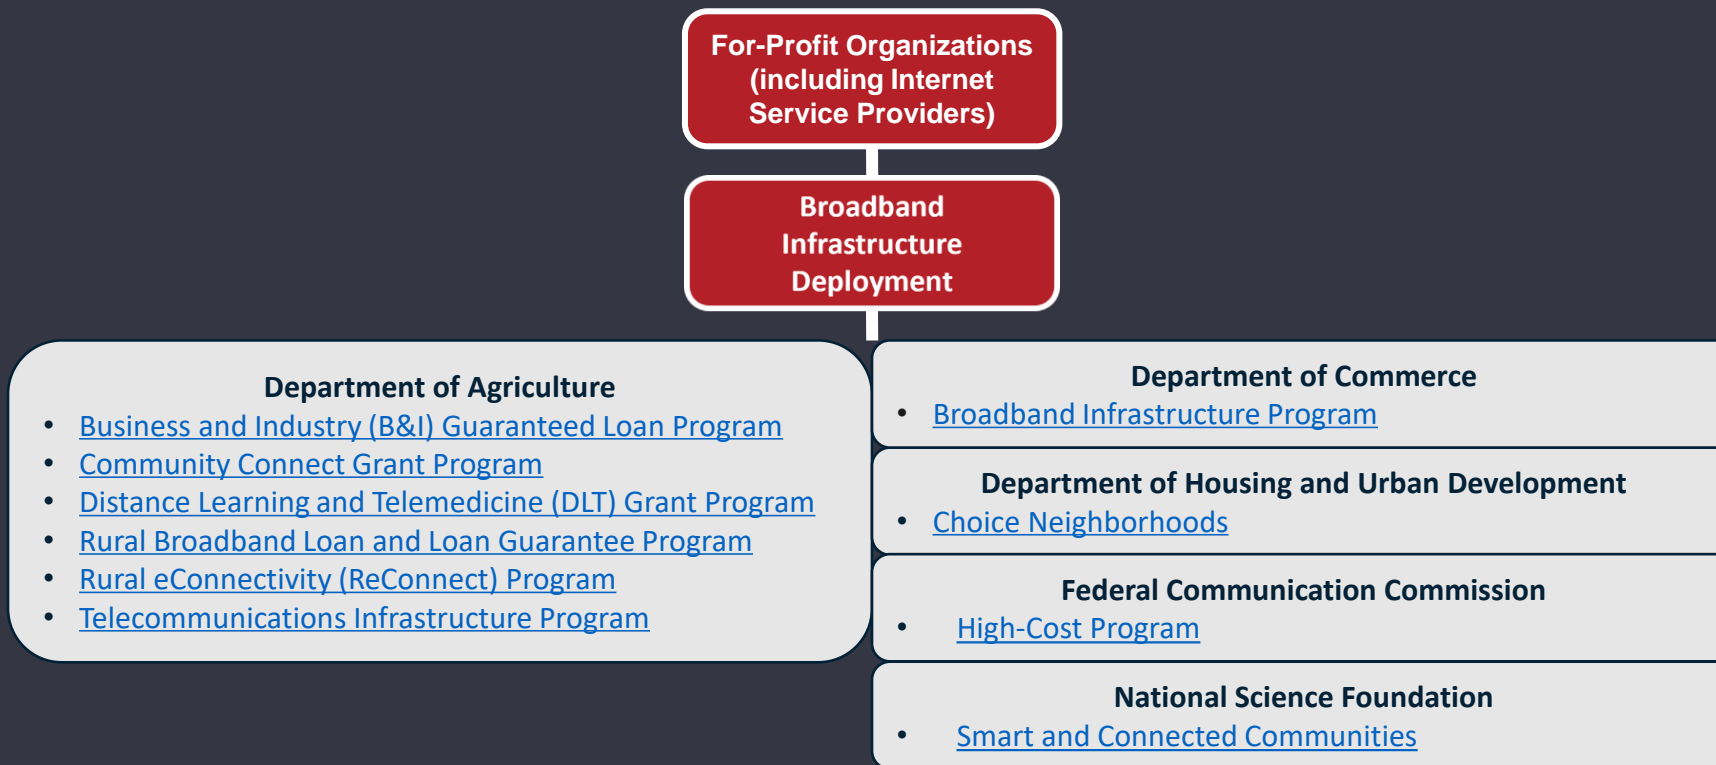 For-Profit Organizations
(including Internet
Service Providers)
Broadband
Infrastructure
Deployment
Department of Agriculture
• Business and Industry (B&I) Guaranteed Loan Program
• Community Connect Grant Program
• Distance Learning and Telemedicine (DLT) Grant Program
• Rural Broadband Loan and Loan Guarantee Program
• Rural eConnectivity (ReConnect) Program
• Telecommunications Infrastructure Program
Department of Commerce
• Broadband Infrastructure Program
Department of Housing and Urban Development
• Choice Neighborhoods
Federal Communication Commission
• High-Cost Program
National Science Foundation
• Smart and Connected Communities